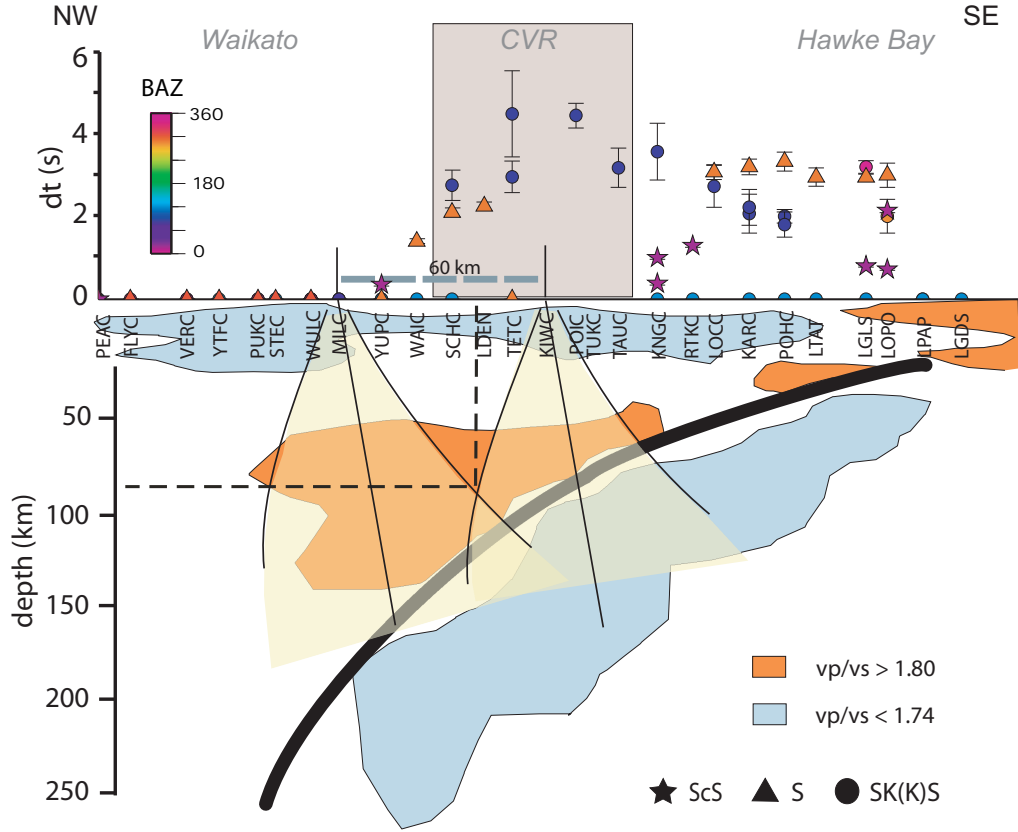 NW
SE
Waikato
CVR
Hawke Bay
BAZ
360
180
0
dt (s)
6
4
2
0
60 km
PEAC
FLYC
VERC
YTFC
PUKC
STEC
WULC
MILC
YUPC
WAIC
SCHC
LDEN
TETC
KIWC
POIC
TUKC
TAUC
KNGC
RTKC
LOCC
KARC
POHC
LTAT
LGLS
LOPO
LPAP
LGDS
depth (km)
50
100
150
200
250
vp/vs > 1.80
vp/vs < 1.74
ScS
S
SK(K)S